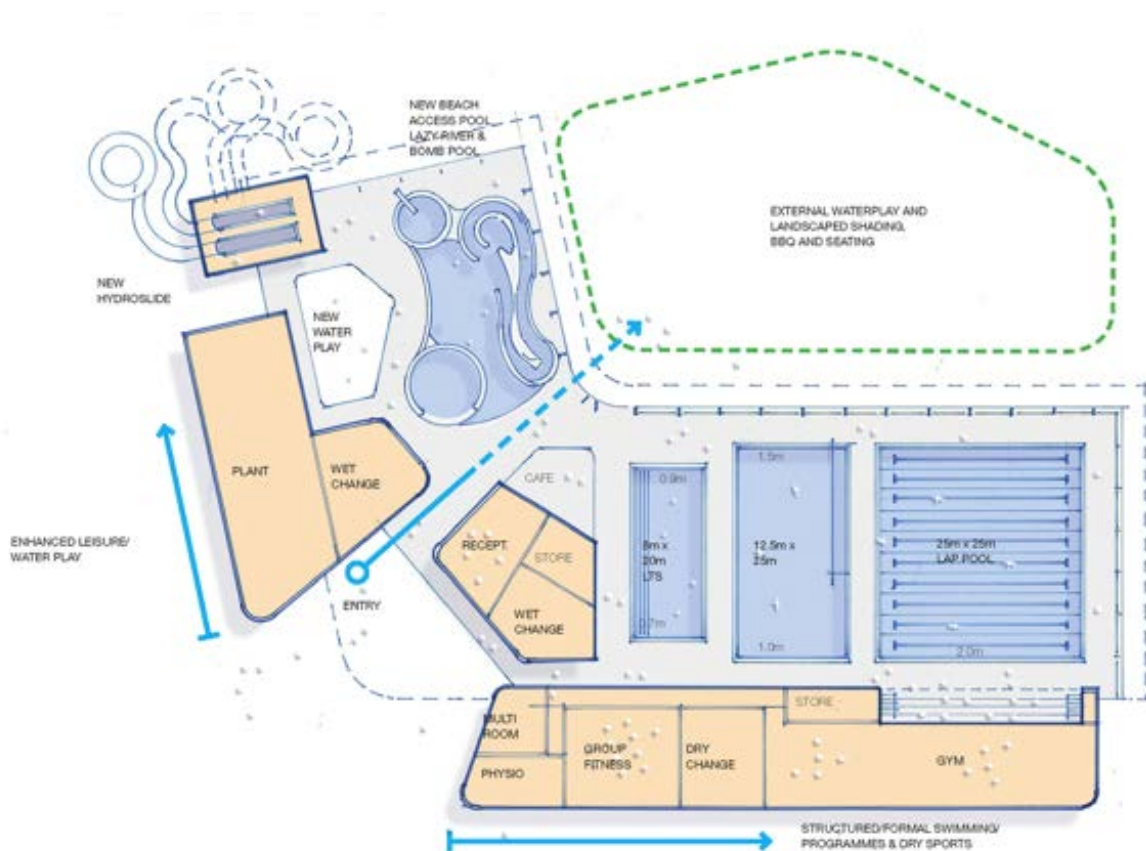 NEW BEACH
ACCESS POOL,
LAZY-RIVER &
BOMB POOL
EXTERNAL WATERPLAY AND
LANDSCAPED SHADING,
BBQ AND SEATING
NEW
HYDROSLIDE
NEW
WATER
PLAY
PLANT
WET
CHANGE
ENHANCED LEISURE/
WATER PLAY
ENTRY
CAFE
RECEPT.
STORE
WET
CHANGE
0.9m
8m x
20m
LTS
0.7m
1.5m
12.5m x
25m
1.0m
25m x 25m
LAP POOL
2.0m
MULTI
ROOM
PHYSIO
GROUP
FITNESS
DRY
CHANGE
STORE
GYM
STRUCTURED/FORMAL SWIMMING/
PROGRAMMES & DRY SPORTS